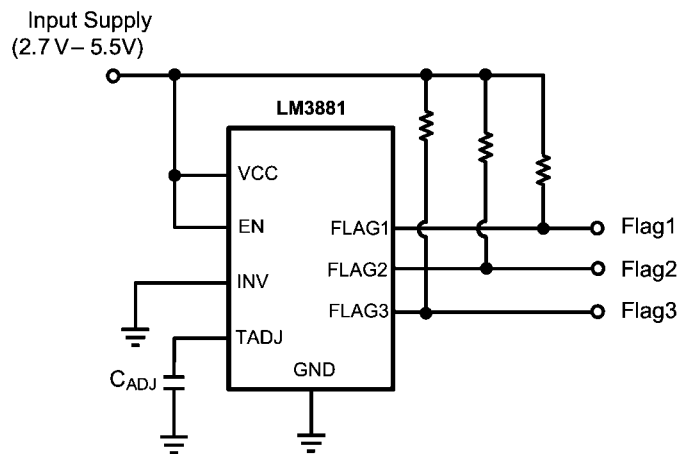 Input Supply
(2.7 V – 5.5V)
LM3881
VCC
EN
INV
TADJ
GND
FLAG1
FLAG2
FLAG3
Flag1
Flag2
Flag3
CADJ